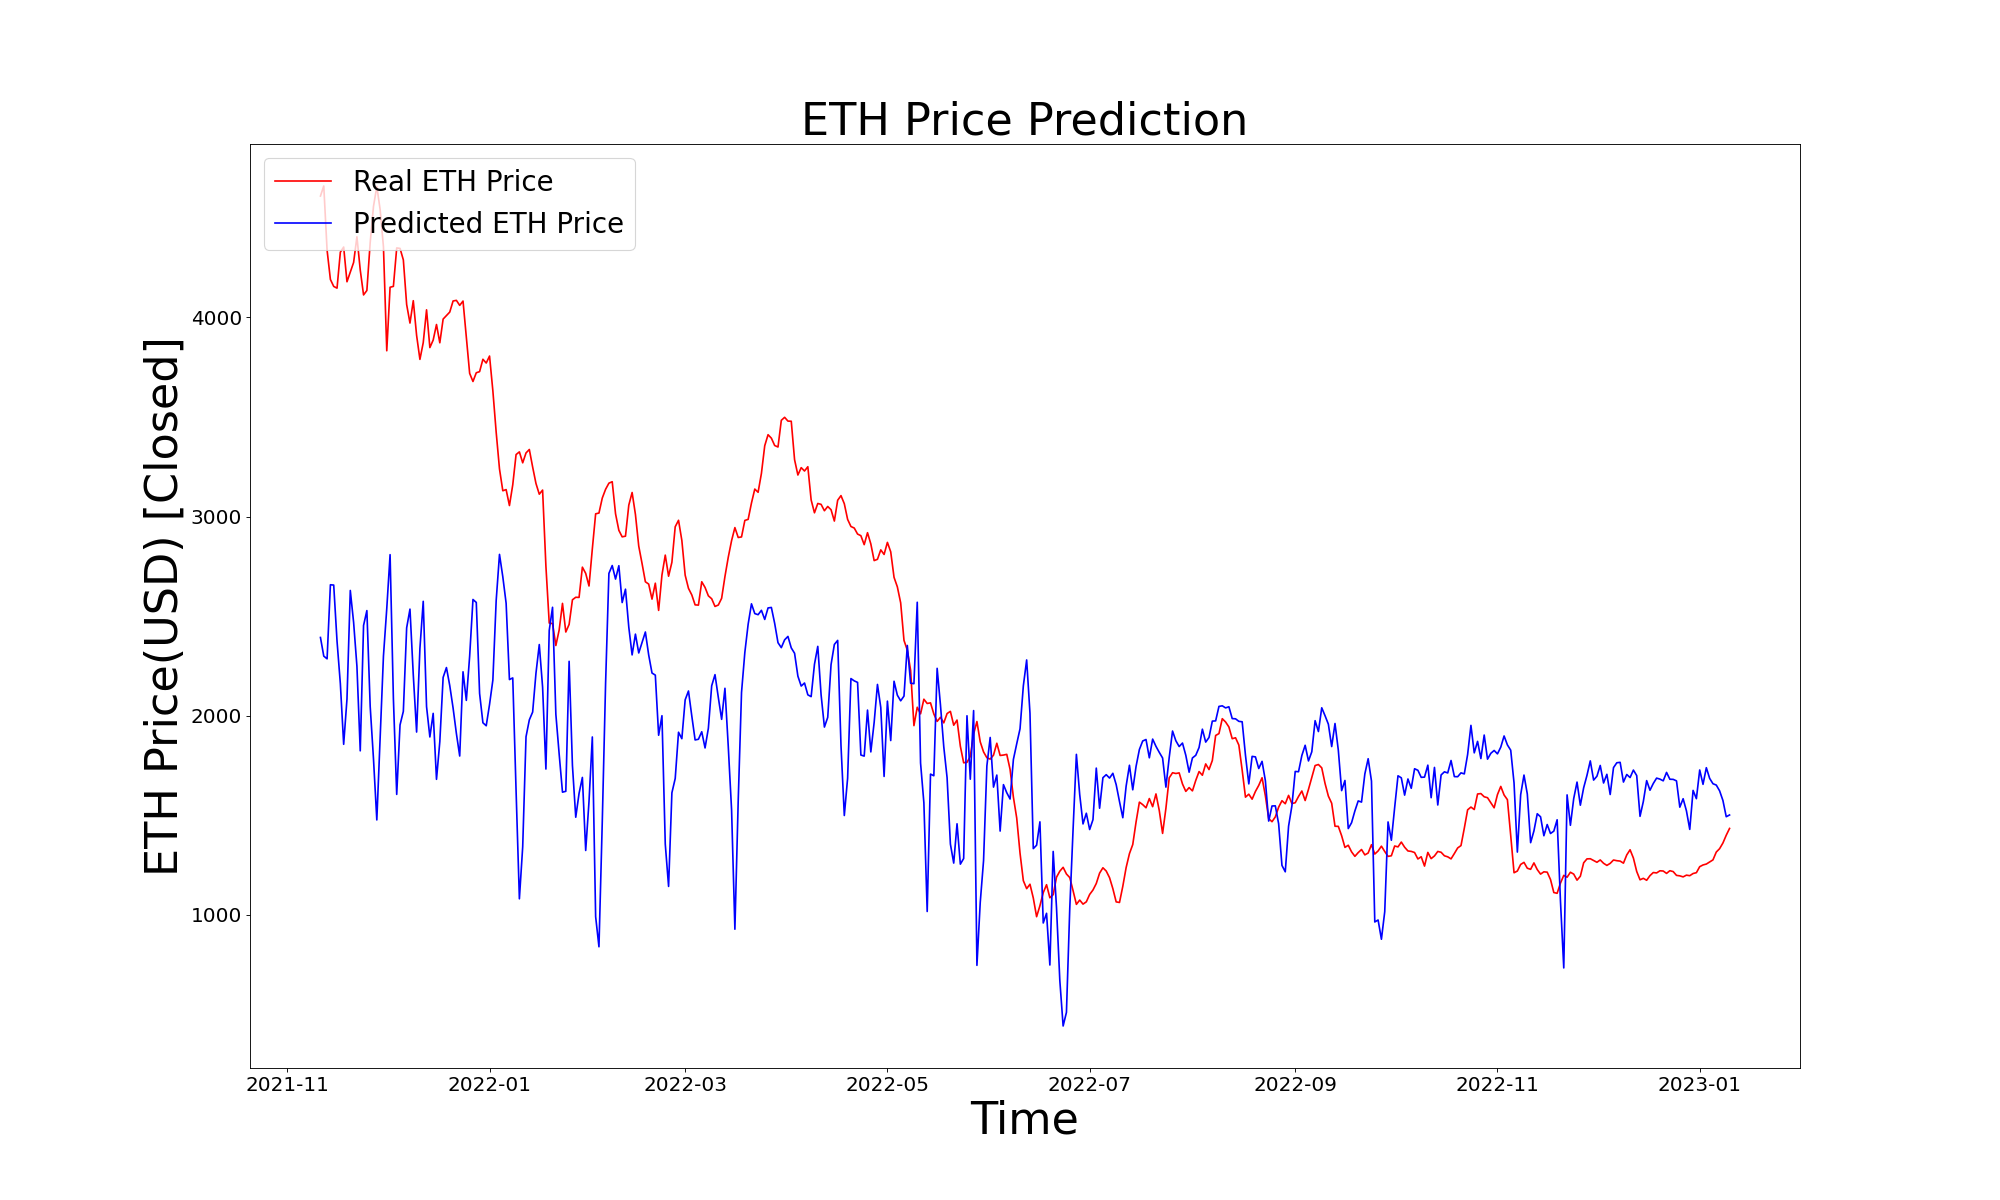 ETH Price Prediction
Real ETH Price
Predicted ETH Price
ETH Price(USD) [Closed]
4000
3000
2000
1000
2021-11 2022-01 2022-03 2022-05 2022-07 2022-09 2022-11 2023-01
Time